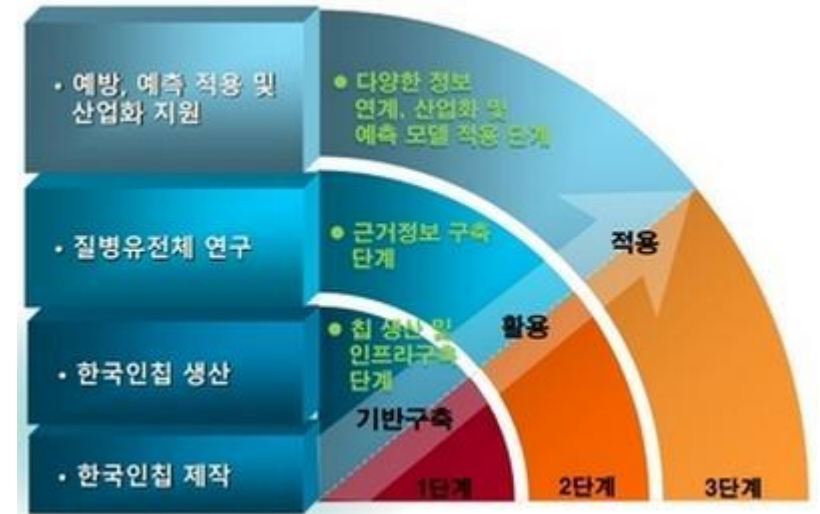 • 예방, 예측 적용 및
산업화 지원
• 다양한 정보
연계, 산업화 및
예측 모델 적용 단계
• 질병유전체 연구
• 근거정보 구축
단계
적용
활용
• 한국인칩 생산
• 칩 생산 및
인프라구축
단계
기반구축
• 한국인칩 제작
1단계
2단계
3단계